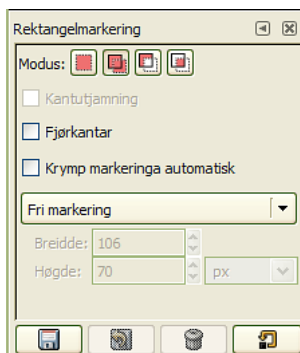 Rektangelmarkering
Modus:
Kantutjamning
Fjørkantar
Krymp markeringa automatisk
Fri markering
Breidde: 106
Høgde: 70 px